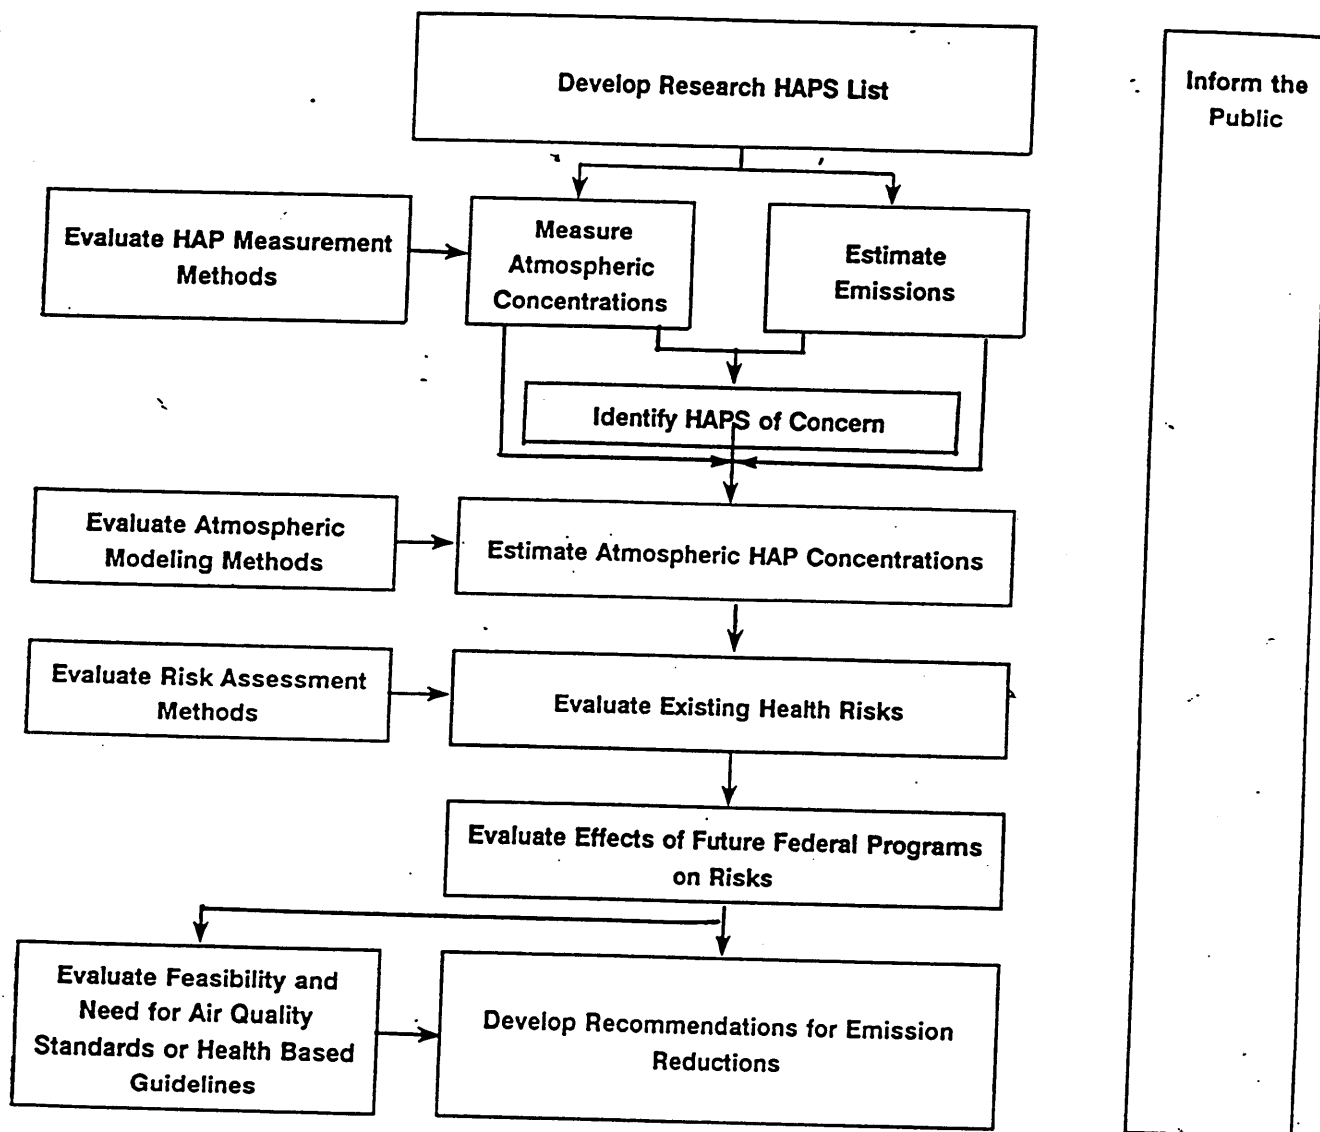 Develop Research HAPS List
Inform the
Public
Evaluate HAP Measurement
Methods
Measure
Atmospheric
Concentrations
Estimate
Emissions
Identify HAPS of Concern
Evaluate Atmospheric
Modeling Methods
Estimate Atmospheric HAP Concentrations
Evaluate Risk Assessment
Methods
Evaluate Existing Health Risks
Evaluate Effects of Future Federal Programs
on Risks
Evaluate Feasibility and
Need for Air Quality
Standards or Health Based
Guidelines
Develop Recommendations for Emission
Reductions